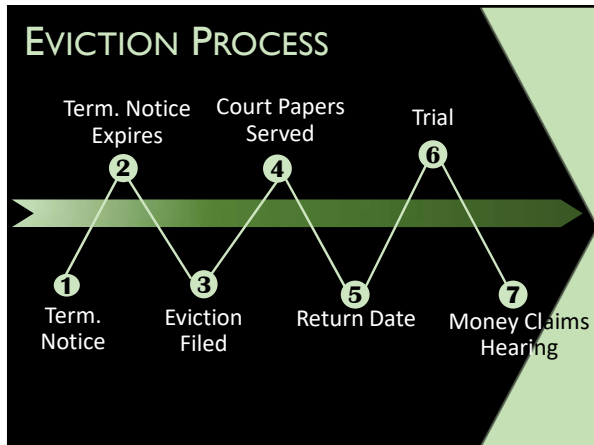 EVICTION PROCESS
Term. Notice
Expires
2
Court Papers
Served
4
Trial
6
1
Term.
Notice
3
Eviction
Filed
5
Return Date
7
Money Claims
Hearing